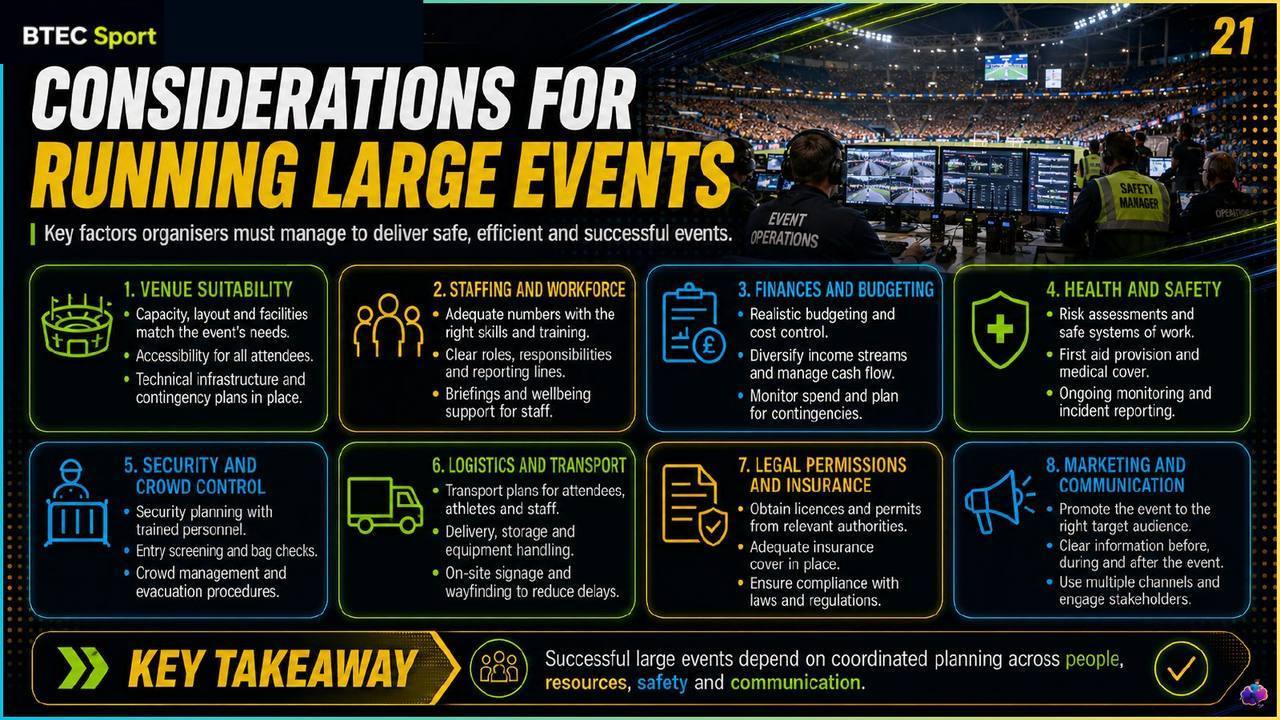 BTEC Sport
21
CONSIDERATIONS FOR
RUNNING LARGE EVENTS
Key factors organisers must manage to deliver safe, efficient and successful events.
EVENT
OPERATIONS
SAFETY
MANAGER
1. VENUE SUITABILITY
• Capacity, layout and facilities
match the event's needs.
• Accessibility for all attendees.
• Technical infrastructure and
contingency plans in place.
2. STAFFING AND WORKFORCE
• Adequate numbers with the
right skills and training.
• Clear roles, responsibilities
and reporting lines.
• Briefings and wellbeing
support for staff.
3. FINANCES AND BUDGETING
• Realistic budgeting and
cost control.
• Diversify income streams
and manage cash flow.
• Monitor spend and plan
for contingencies.
4. HEALTH AND SAFETY
• Risk assessments and
safe systems of work.
• First aid provision and
medical cover.
• Ongoing monitoring and
incident reporting.
5. SECURITY AND
CROWD CONTROL
• Security planning with
trained personnel.
• Entry screening and bag checks.
• Crowd management and
evacuation procedures.
6. LOGISTICS AND TRANSPORT
• Transport plans for attendees,
athletes and staff.
• Delivery, storage and
equipment handling.
• On-site signage and
wayfinding to reduce delays.
7. LEGAL PERMISSIONS
AND INSURANCE
• Obtain licences and permits
from relevant authorities.
• Adequate insurance
cover in place.
• Ensure compliance with
laws and regulations.
8. MARKETING AND
COMMUNICATION
• Promote the event to the
right target audience.
• Clear information before,
during and after the event.
• Use multiple channels and
engage stakeholders.
KEY TAKEAWAY
Successful large events depend on coordinated planning across people,
resources, safety and communication.